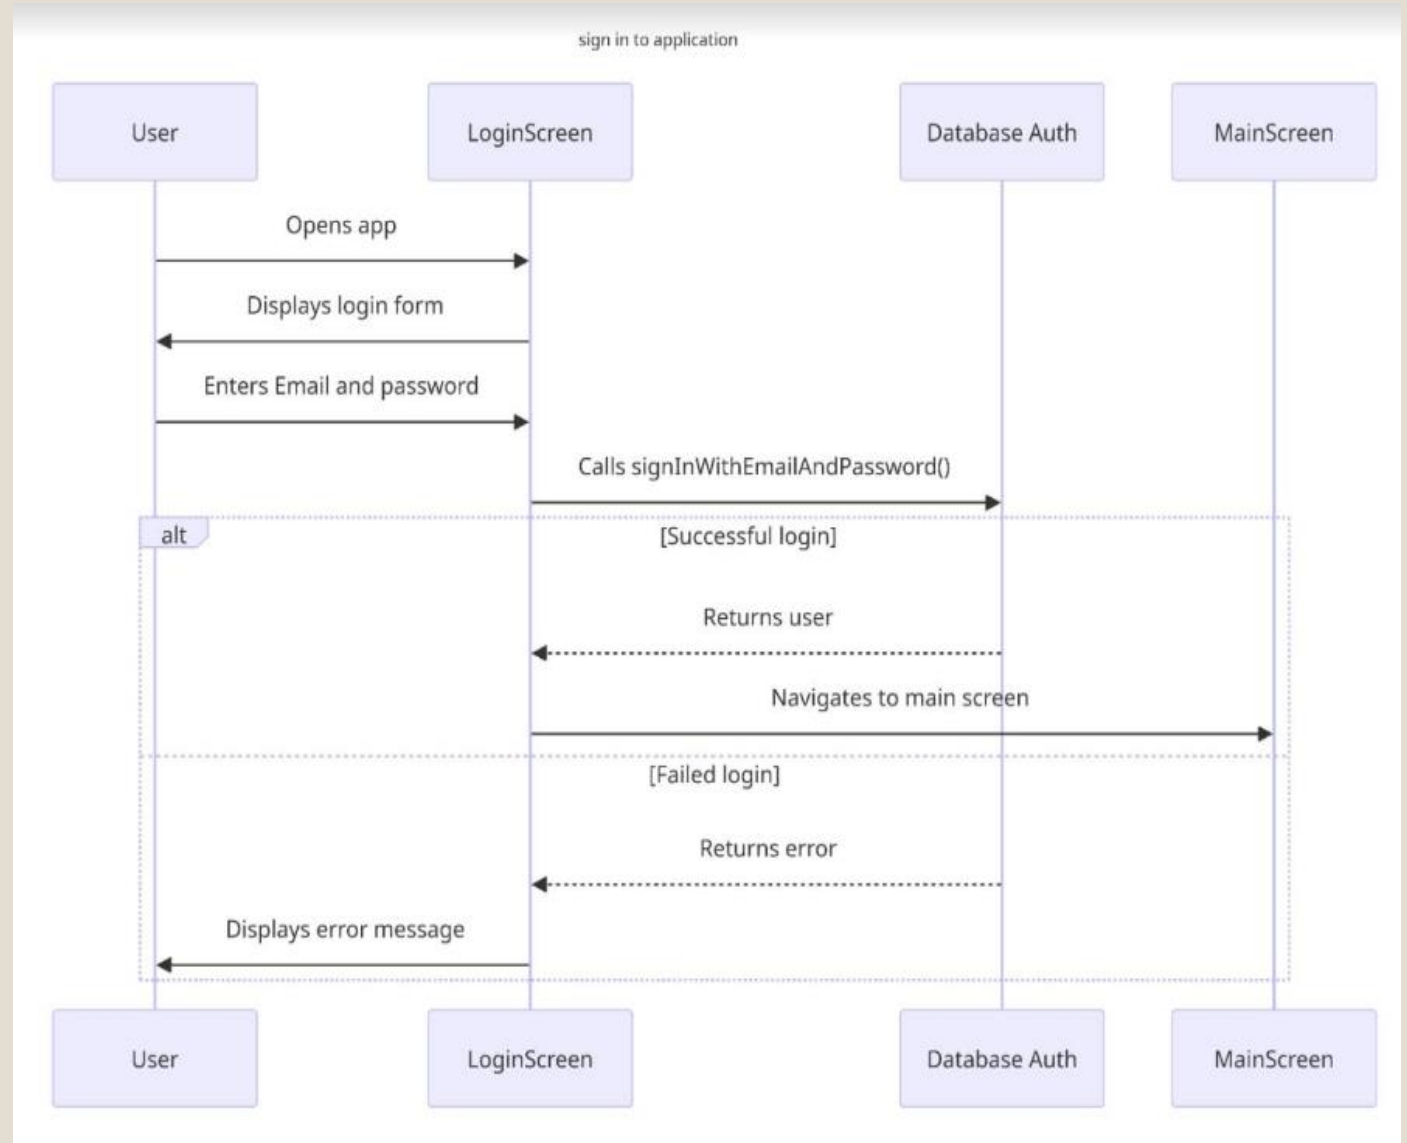 sign in to application
User
LoginScreen
Database Auth
MainScreen
Opens app
Displays login form
Enters Email and password
Calls signInWithEmailAndPassword()
alt
[Successful login]
Returns user
Navigates to main screen
[Failed login]
Returns error
Displays error message
User
LoginScreen
Database Auth
MainScreen